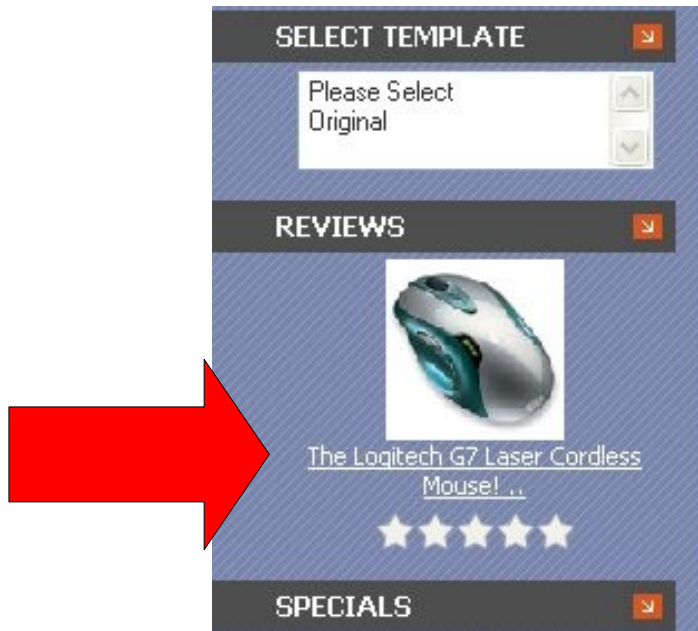 SELECT TEMPLATE
Please Select
Original
REVIEWS
The Logitech G7 Laser Cordless
Mouse! ..
SPECIALS